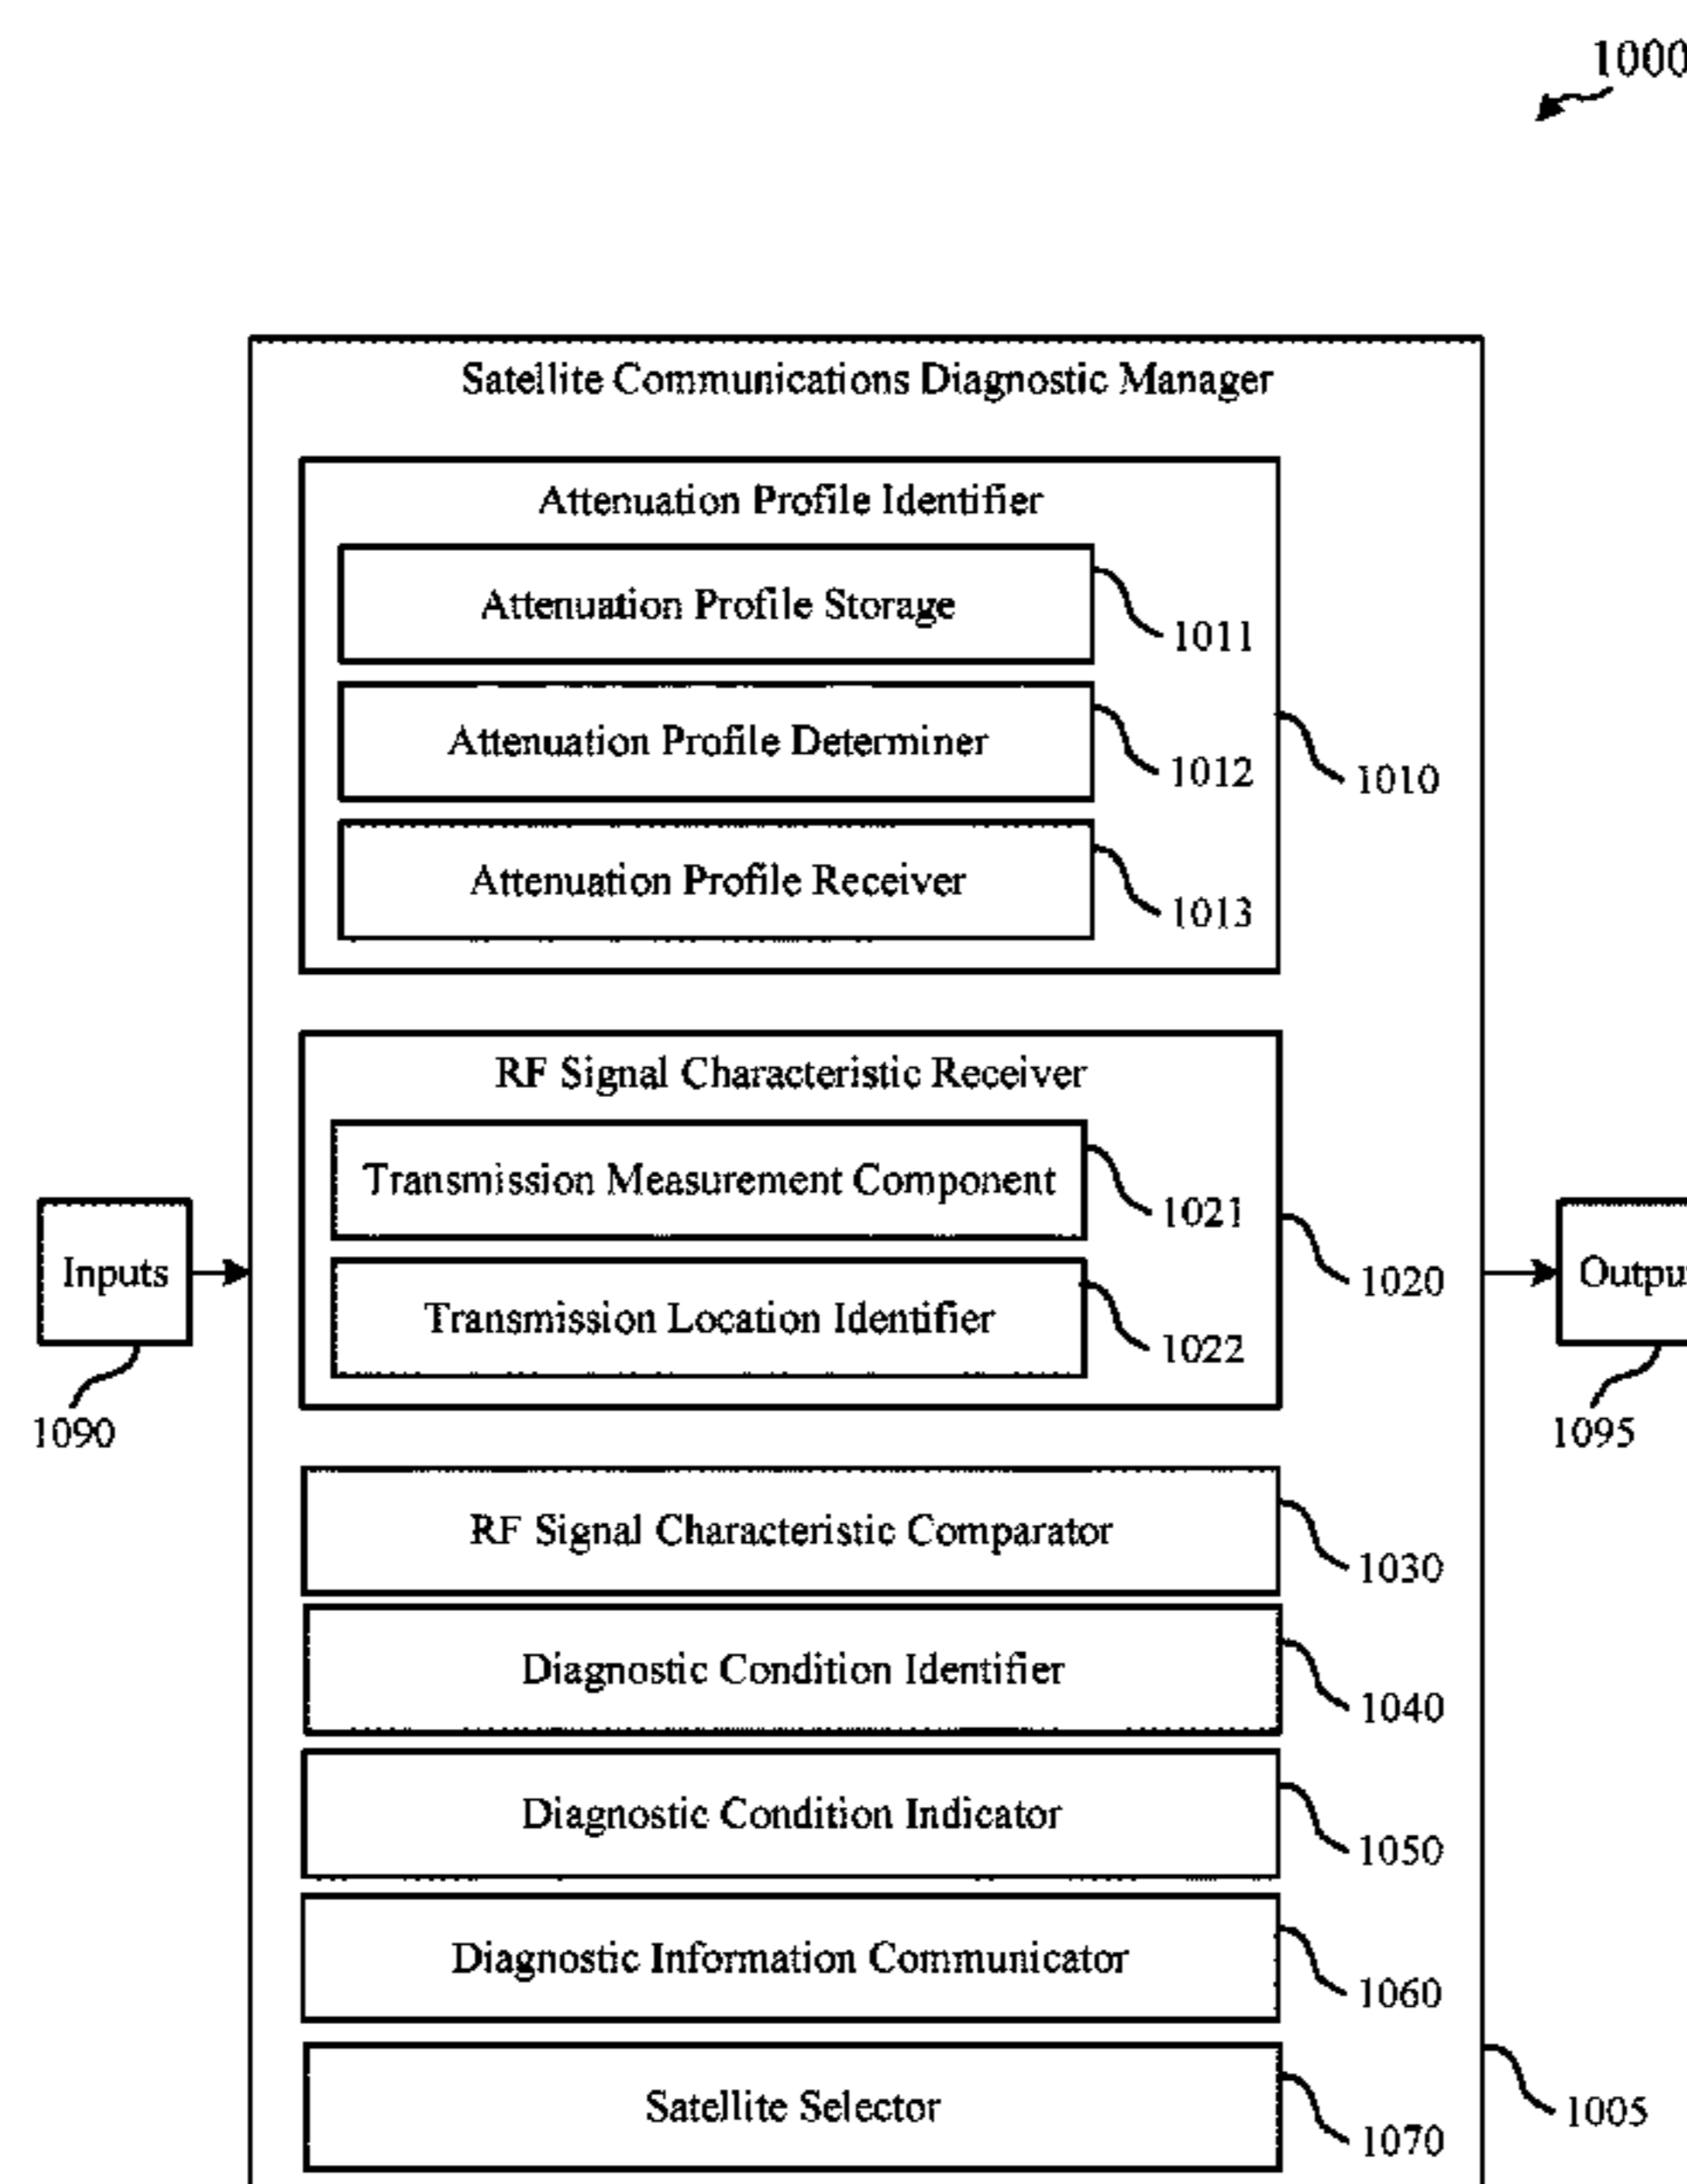 1000
Satellite Communications Diagnostic Manager
Attenuation Profile Identifier
Attenuation Profile Storage
1011
Attenuation Profile Determiner
1012
1010
Attenuation Profile Receiver
1013
RF Signal Characteristic Receiver
Transmission Measurement Component
1021
Inputs
1020
Outpu
Transmission Location Identifier
1022
1090
1095
RF Signal Characteristic Comparator
1030
Diagnostic Condition Identifier
1040
Diagnostic Condition Indicator
1050
Diagnostic Information Communicator
1060
Satellite Selector
1005
1070